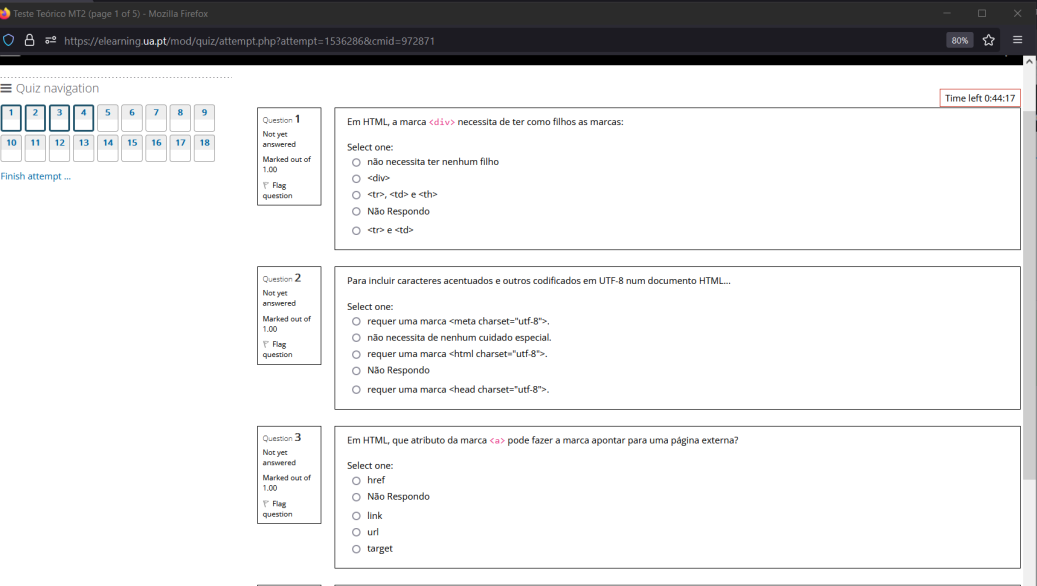 Teste Teórico MT2 (page 1 of 5) - Mozilla Firefox
https://elearning.ua.pt/mod/quiz/attempt.php?attempt=1536286&cmid=972871
80%
Quiz navigation
1 2 3 4 5 6 7 8 9
10 11 12 13 14 15 16 17 18
Finish attempt ...
Time left 0:44:17
Question 1
Not yet
answered
Marked out of
1.00
Flag
question
Em HTML, a marca <div> necessita de ter como filhos as marcas:
Select one:
não necessita ter nenhum filho
<div>
<tr>, <td> e <th>
Não Respondo
<tr> e <td>
Question 2
Not yet
answered
Marked out of
1.00
Flag
question
Para incluir caracteres acentuados e outros codificados em UTF-8 num documento HTML...
Select one:
requer uma marca <meta charset="utf-8">.
não necessita de nenhum cuidado especial.
requer uma marca <html charset="utf-8">.
Não Respondo
requer uma marca <head charset="utf-8">.
Question 3
Not yet
answered
Marked out of
1.00
Flag
question
Em HTML, que atributo da marca <a> pode fazer a marca apontar para uma página externa?
Select one:
href
Não Respondo
link
url
target